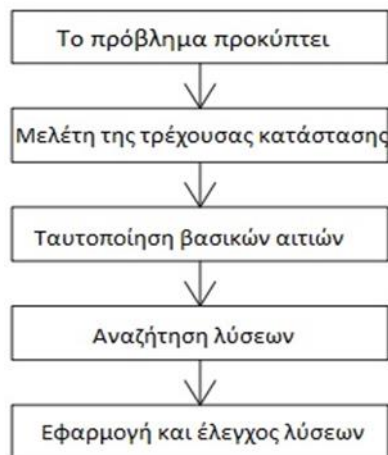 Το πρόβλημα προκύπτει
Μελέτη της τρέχουσας κατάστασης
Ταυτοποίηση βασικών αιτιών
Αναζήτηση λύσεων
Εφαρμογή και έλεγχος λύσεων